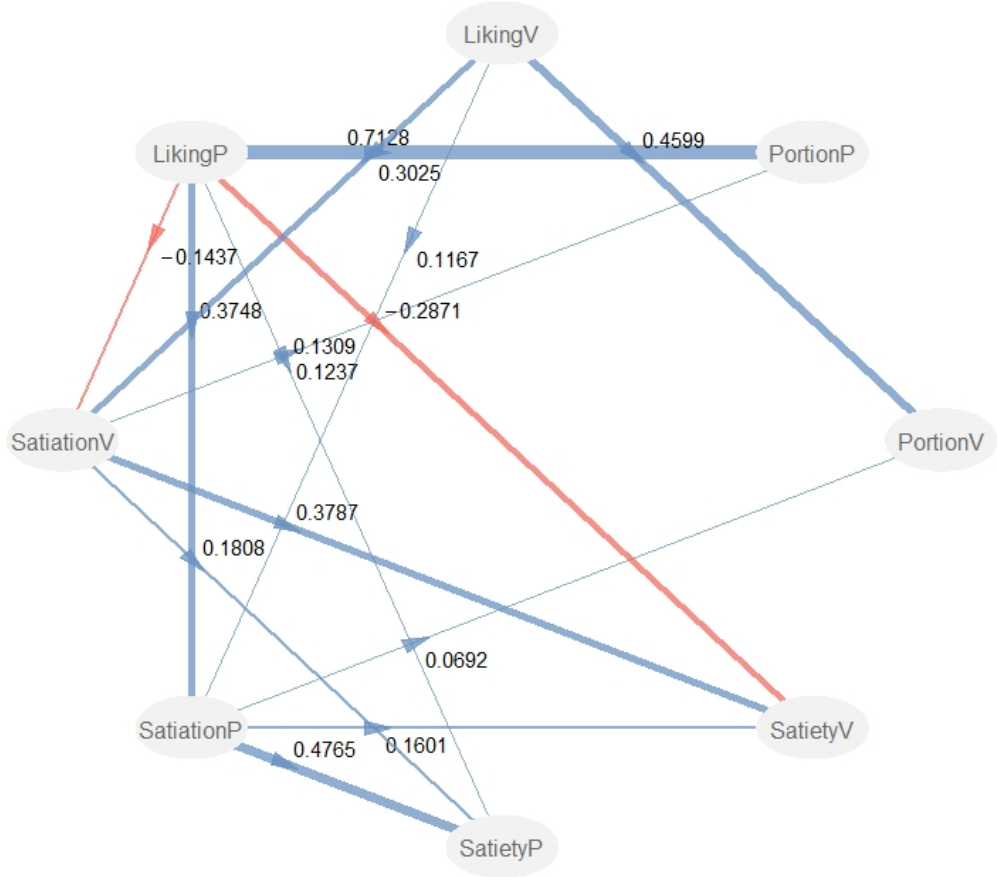 LikingV
0.7128
0.4599
LikingP
PortionP
0.3025
−0.1437
0.1167
0.3748
−0.2871
0.1309
0.1237
SatiationV
PortionV
0.3787
0.1808
0.0692
SatiationP
SatietyV
0.4765
0.1601
SatietyP